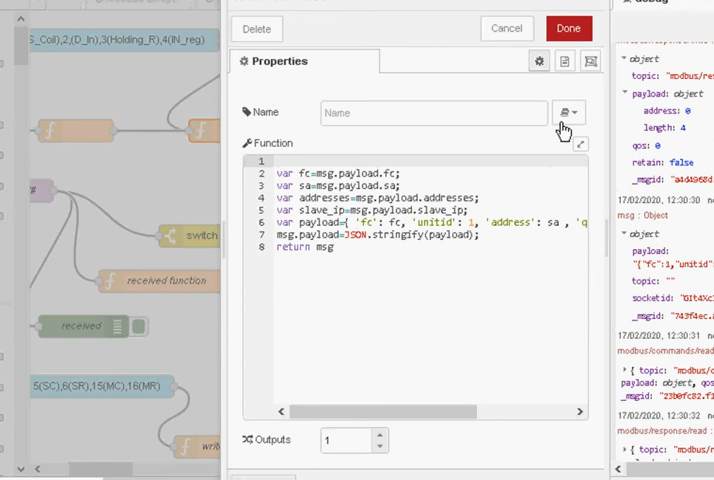 Delete
Cancel
Done
debug
Properties
S_Coil),2,(D_In),3(Holding_R),4(IN_reg)
Name
Name
Function
1
2 var fc=msg.payload.fc;
3 var sa=msg.payload.sa;
4 var addresses=msg.payload.addresses;
5 var slave_ip=msg.payload.slave_ip;
6 var payload={ 'fc': fc, 'unitid': 1, 'address': sa , 'q
7 msg.payload=JSON.stringify(payload);
8 return msg
Outputs
1
f
f
/#
switch
f
received function
received
5(SC),6(SR),15(MC),16(MR)
f
write
object
topic: "modbus/res
payload: object
address: 0
length: 4
qos: 0
retain: false
_msgid: "a4d4968d
17/02/2020, 12:30:30
msg : Object
object
payload:
"{"fc":1,"unitid
topic: ""
socketid: "GIt4Xc
_msgid: "743f4ec.a
17/02/2020, 12:30:31
modbus/commands/read
{ topic: "modbus/c
payload: object, qos
_msgid: "23b0fc82.f1
17/02/2020, 12:30:32
modbus/response/read :
{ topic: "modbus/r